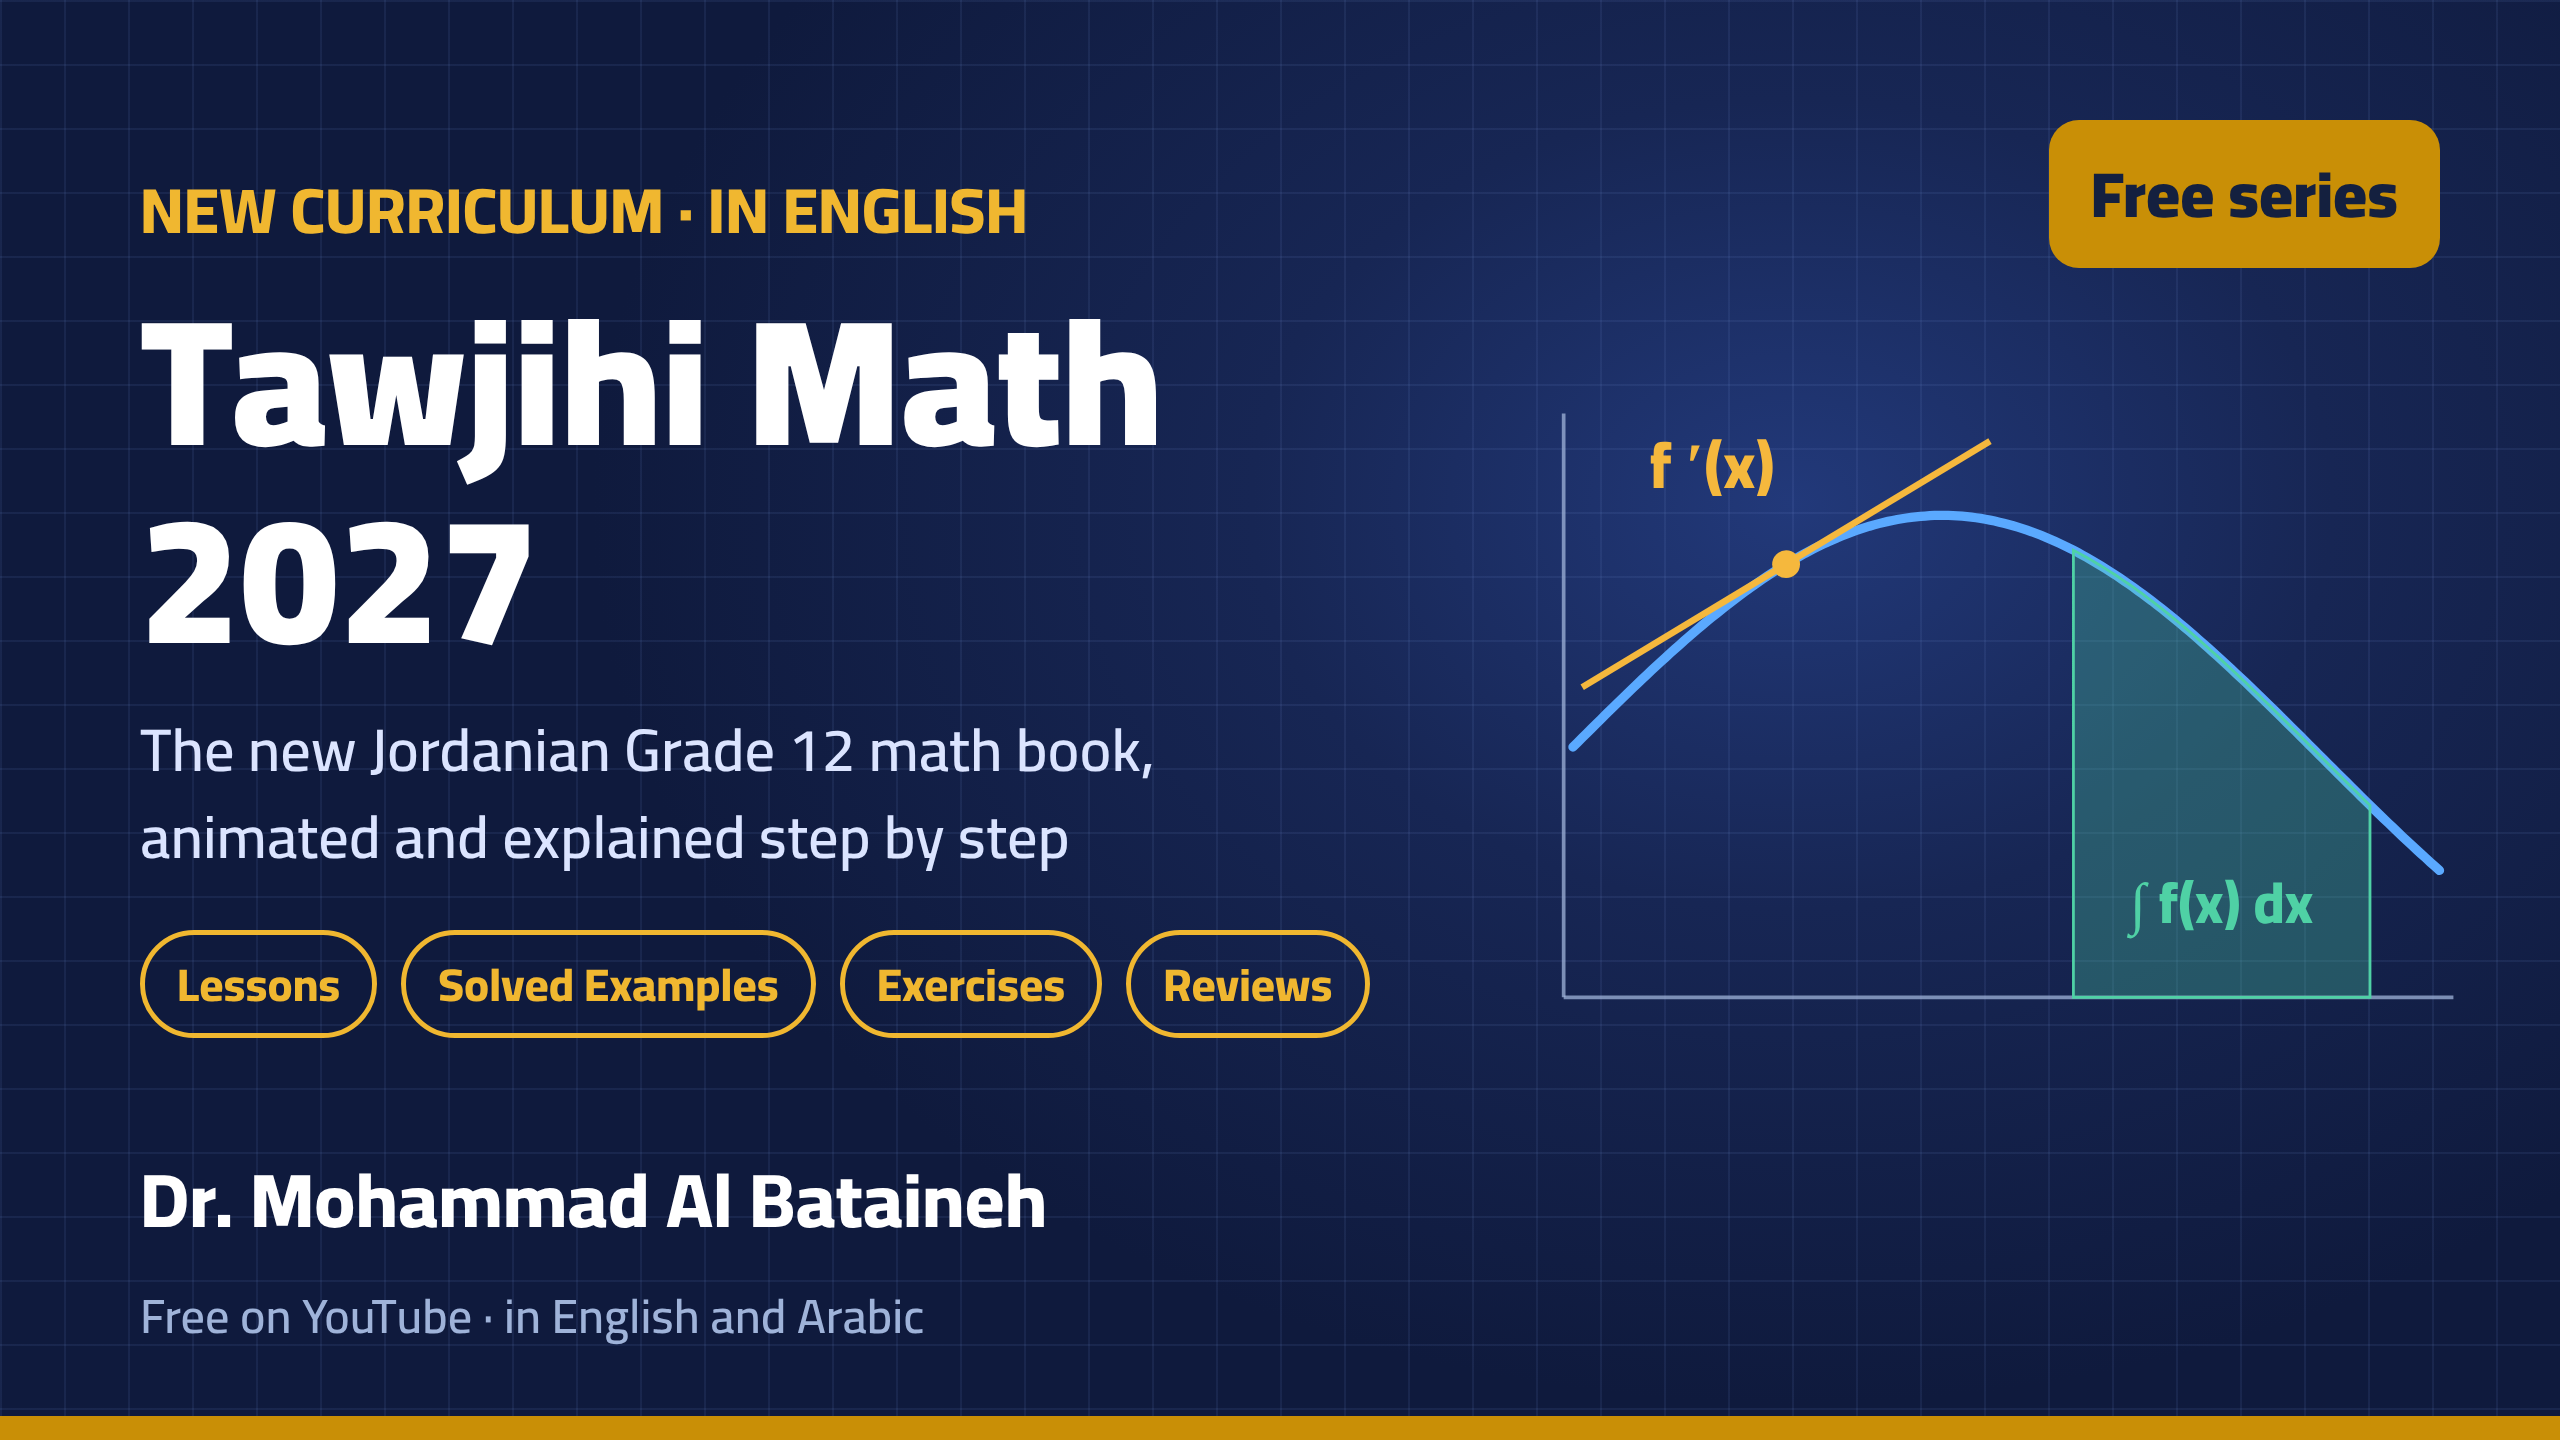 NEW CURRICULUM · IN ENGLISH
Free series
Tawjihi Math
2027
The new Jordanian Grade 12 math book,
animated and explained step by step
Lessons
Solved Examples
Exercises
Reviews
f ′(x)
∫ f(x) dx
Dr. Mohammad Al Bataineh
Free on YouTube · in English and Arabic